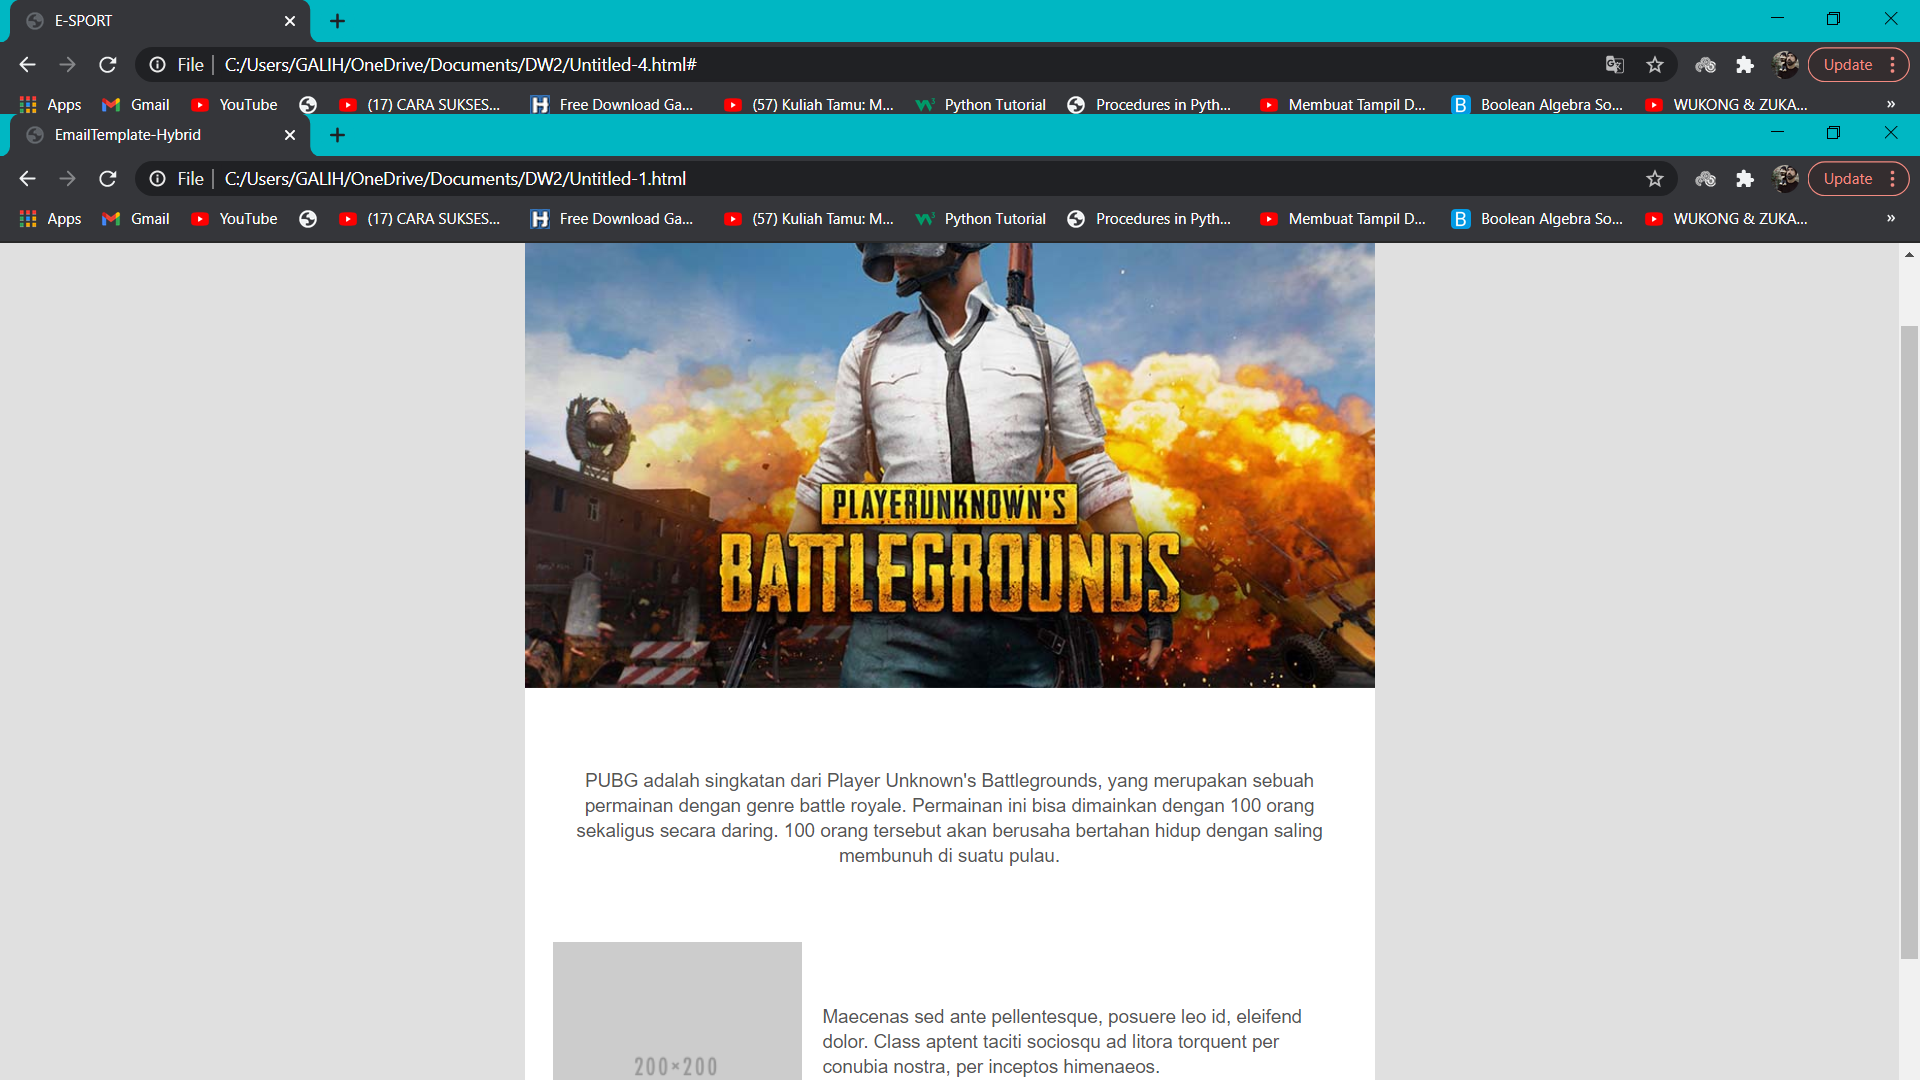 E-SPORT
File C:/Users/GALIH/OneDrive/Documents/DW2/Untitled-4.html# Update
Apps Gmail YouTube (17) CARA SUKSES... Free Download Ga... (57) Kuliah Tamu: M... Python Tutorial Procedures in Pyth... Membuat Tampil D... Boolean Algebra So... WUKONG & ZUKA... »
EmailTemplate-Hybrid
File C:/Users/GALIH/OneDrive/Documents/DW2/Untitled-1.html Update
Apps Gmail YouTube (17) CARA SUKSES... Free Download Ga... (57) Kuliah Tamu: M... Python Tutorial Procedures in Pyth... Membuat Tampil D... Boolean Algebra So... WUKONG & ZUKA... »
PLAYERUNKNOWN'S
BATTLEGROUNDS
PUBG adalah singkatan dari Player Unknown's Battlegrounds, yang merupakan sebuah
permainan dengan genre battle royale. Permainan ini bisa dimainkan dengan 100 orang
sekaligus secara daring. 100 orang tersebut akan berusaha bertahan hidup dengan saling
membunuh di suatu pulau.
200×200
Maecenas sed ante pellentesque, posuere leo id, eleifend
dolor. Class aptent taciti sociosqu ad litora torquent per
conubia nostra, per inceptos himenaeos.